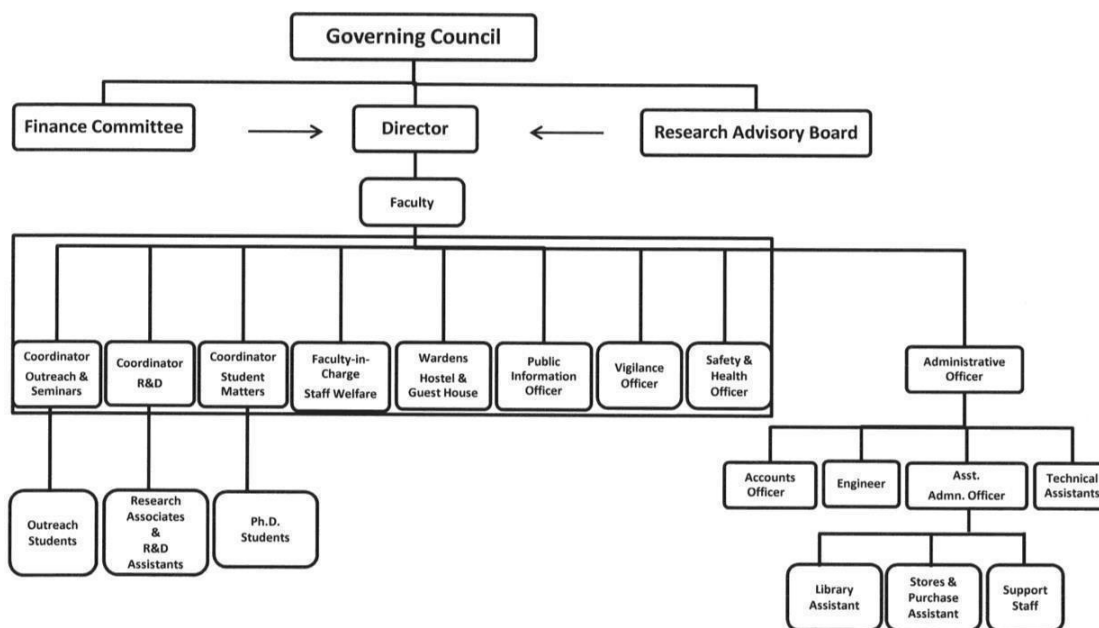 Governing Council
Finance Committee
Director
Research Advisory Board
Faculty
Coordinator
Outreach &
Seminars
Coordinator
R&D
Coordinator
Student
Matters
Faculty-in-
Charge
Staff Welfare
Wardens
Hostel &
Guest House
Public
Information
Officer
Vigilance
Officer
Safety &
Health
Officer
Administrative
Officer
Accounts
Officer
Engineer
Asst.
Admn. Officer
Technical
Assistants
Outreach
Students
Research
Associates
&
R&D
Assistants
Ph.D.
Students
Library
Assistant
Stores &
Purchase
Assistant
Support
Staff